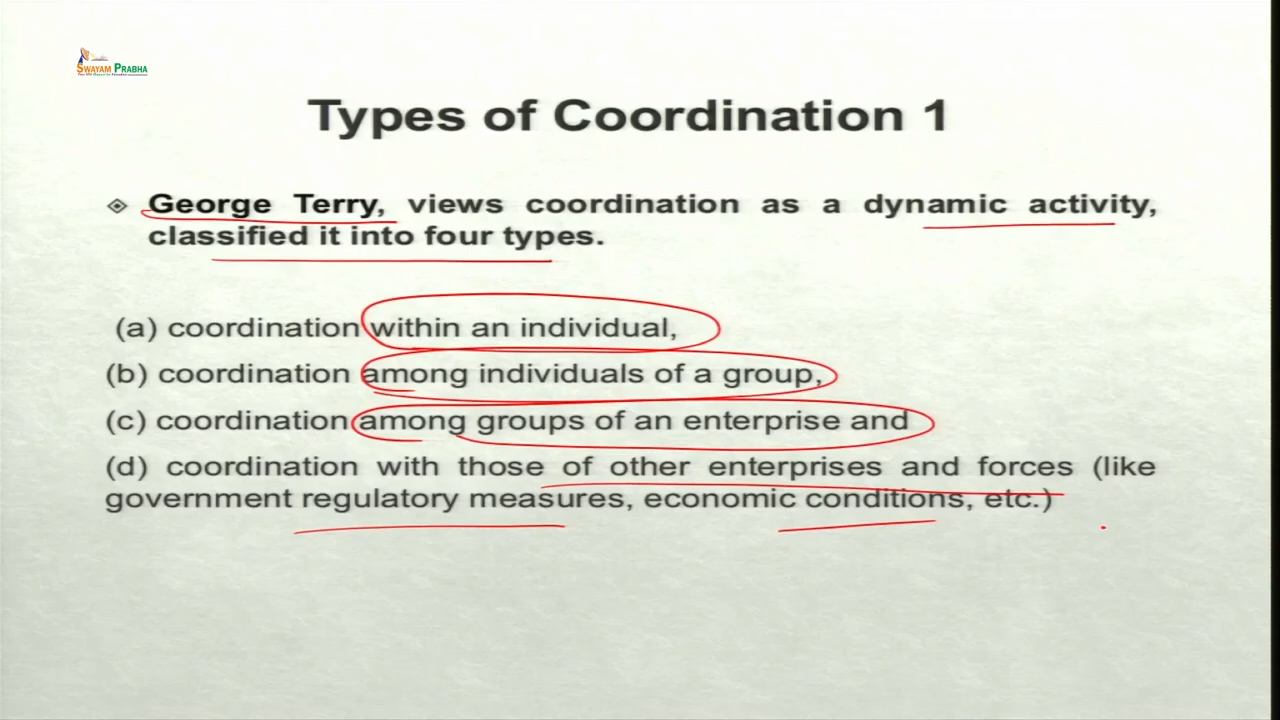 SWAYAM PRABHA
Types of Coordination 1
George Terry, views coordination as a dynamic activity,
classified it into four types.
(a) coordination within an individual,
(b) coordination among individuals of a group,
(c) coordination among groups of an enterprise and
(d) coordination with those of other enterprises and forces (like
government regulatory measures, economic conditions, etc.)